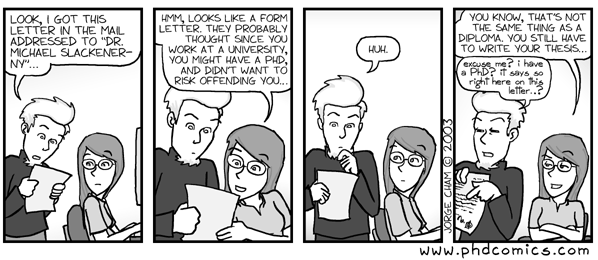 LOOK, I GOT THIS
LETTER IN THE MAIL
ADDRESSED TO "DR.
MICHAEL SLACKENER-
NY"...
HMM, LOOKS LIKE A FORM
LETTER. THEY PROBABLY
THOUGHT SINCE YOU
WORK AT A UNIVERSITY,
YOU MIGHT HAVE A PHD,
AND DIDN'T WANT TO
RISK OFFENDING YOU...
HUH.
JORGE CHAM © 2003
YOU KNOW, THAT'S NOT
THE SAME THING AS A
DIPLOMA. YOU STILL HAVE
TO WRITE YOUR THESIS...
excuse me? i have
a PhD? it says so
right here on this
letter..?
www.phdcomics.com